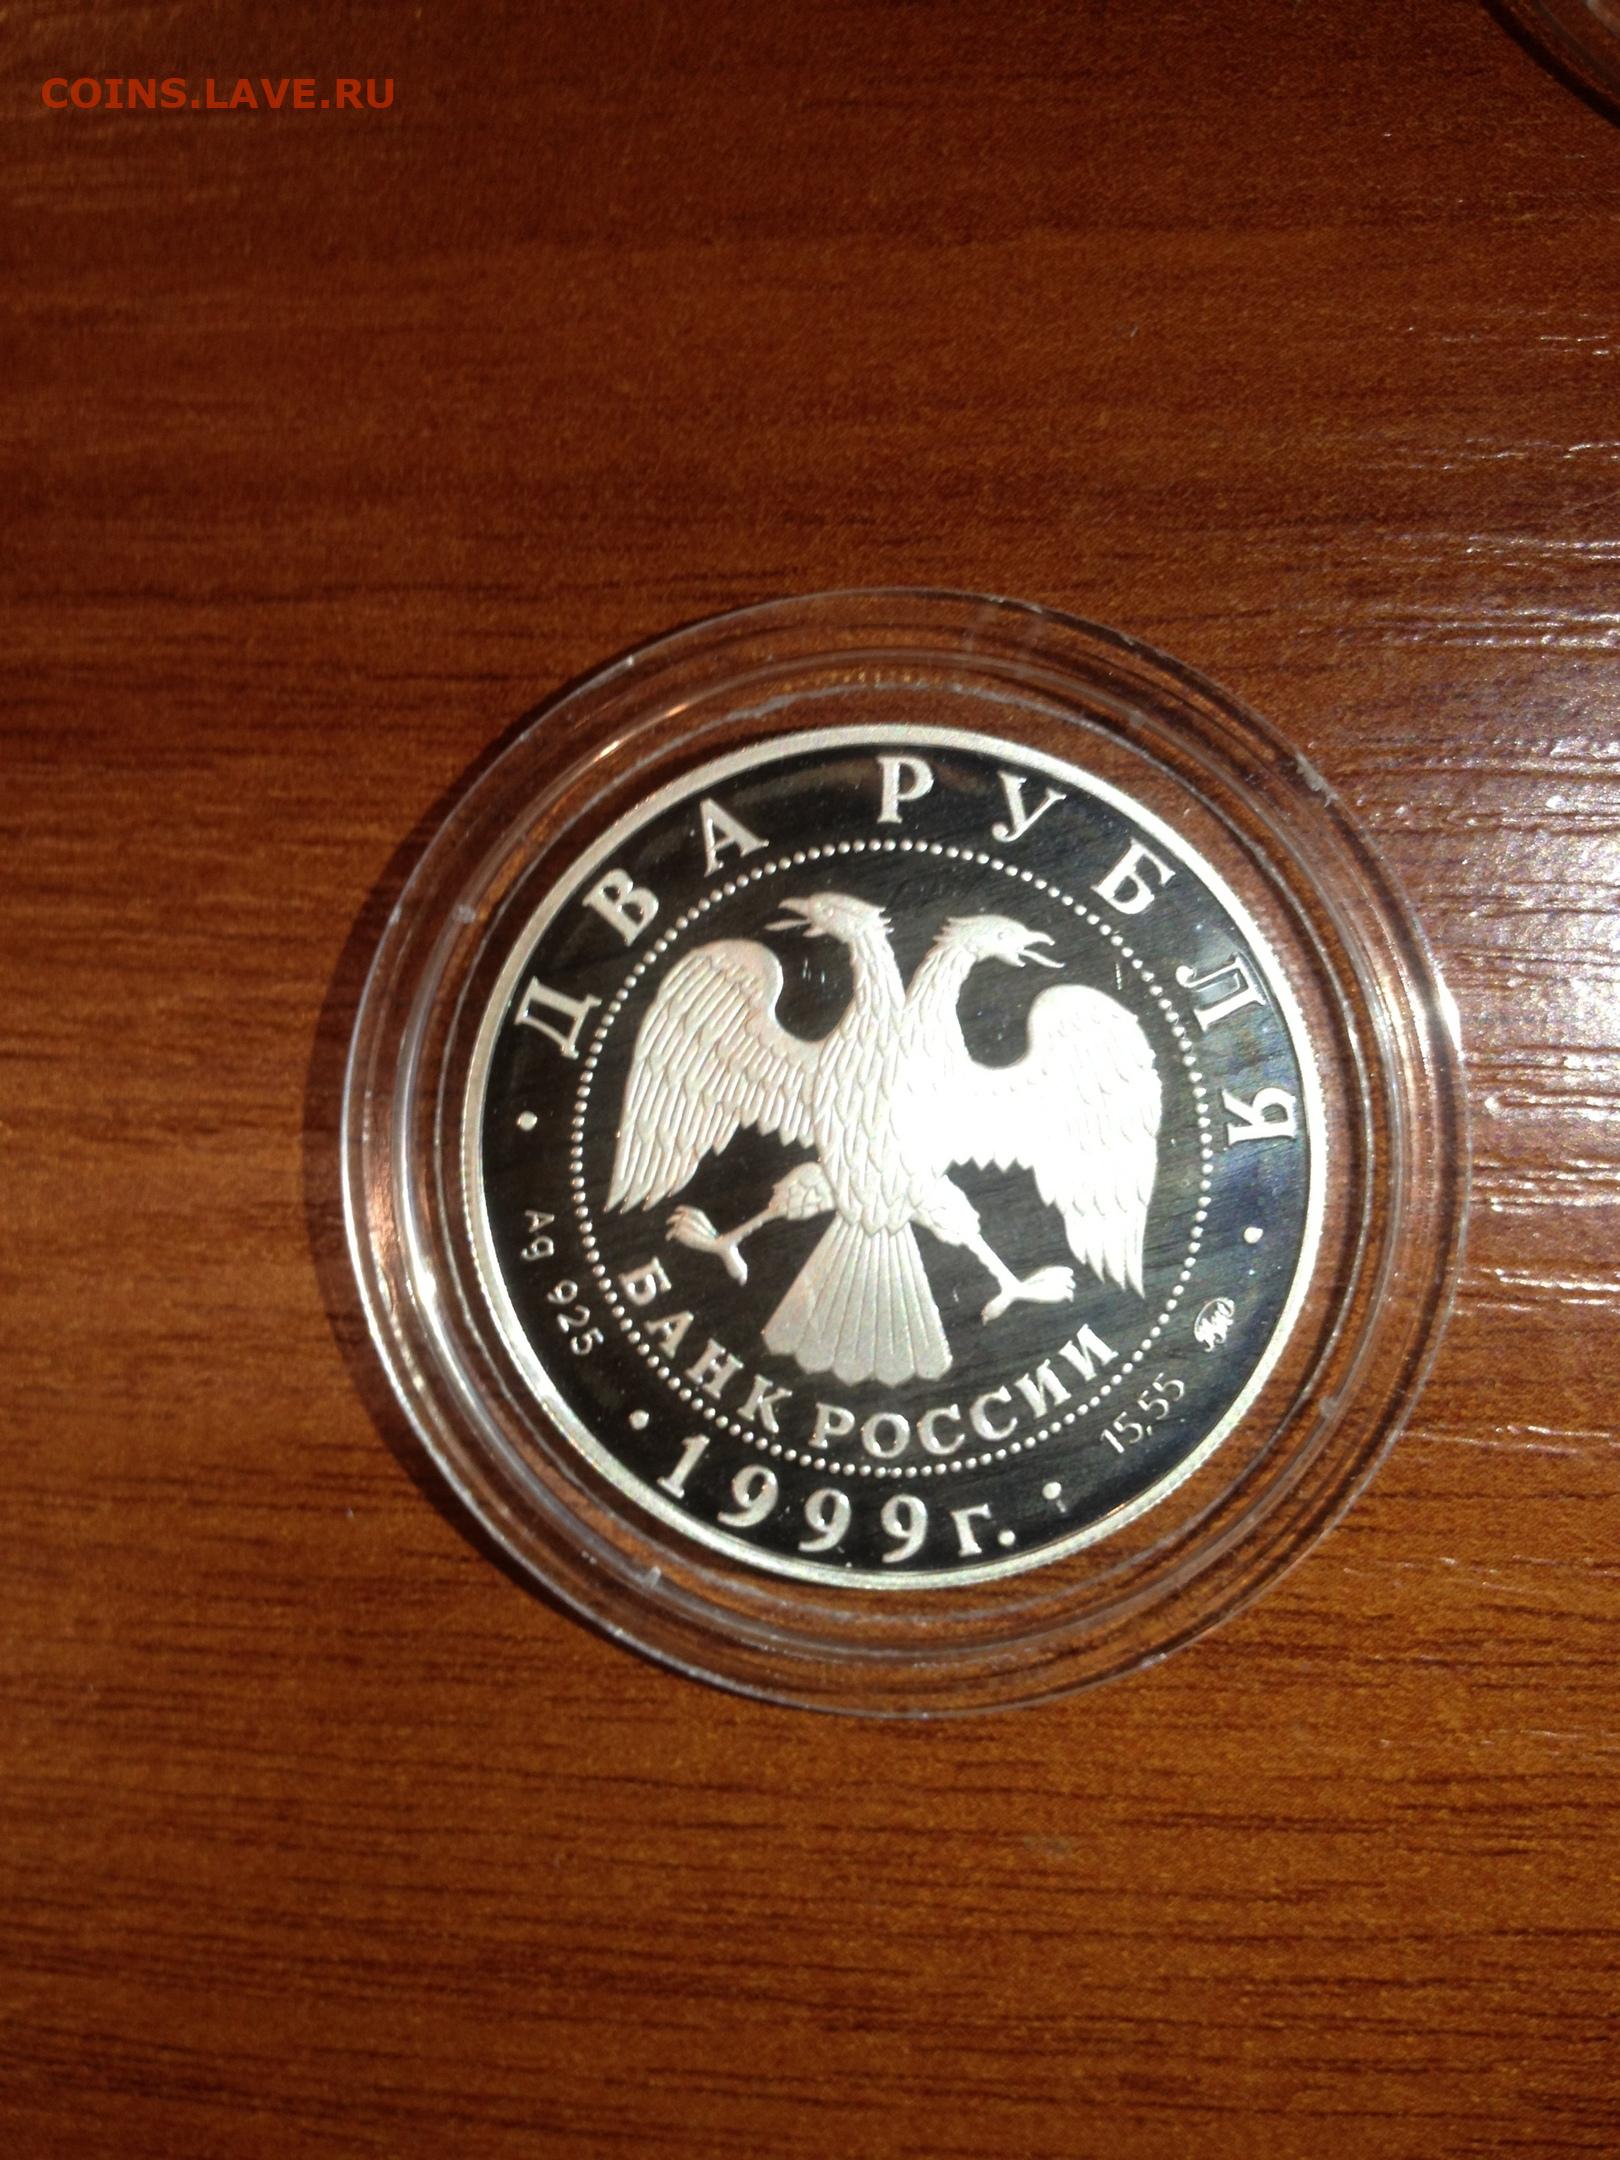 COINS.LAVE.RU
ДВА РУБЛЯ
БАНК РОССИИ
Ag 925
• 1999г. •
15,55